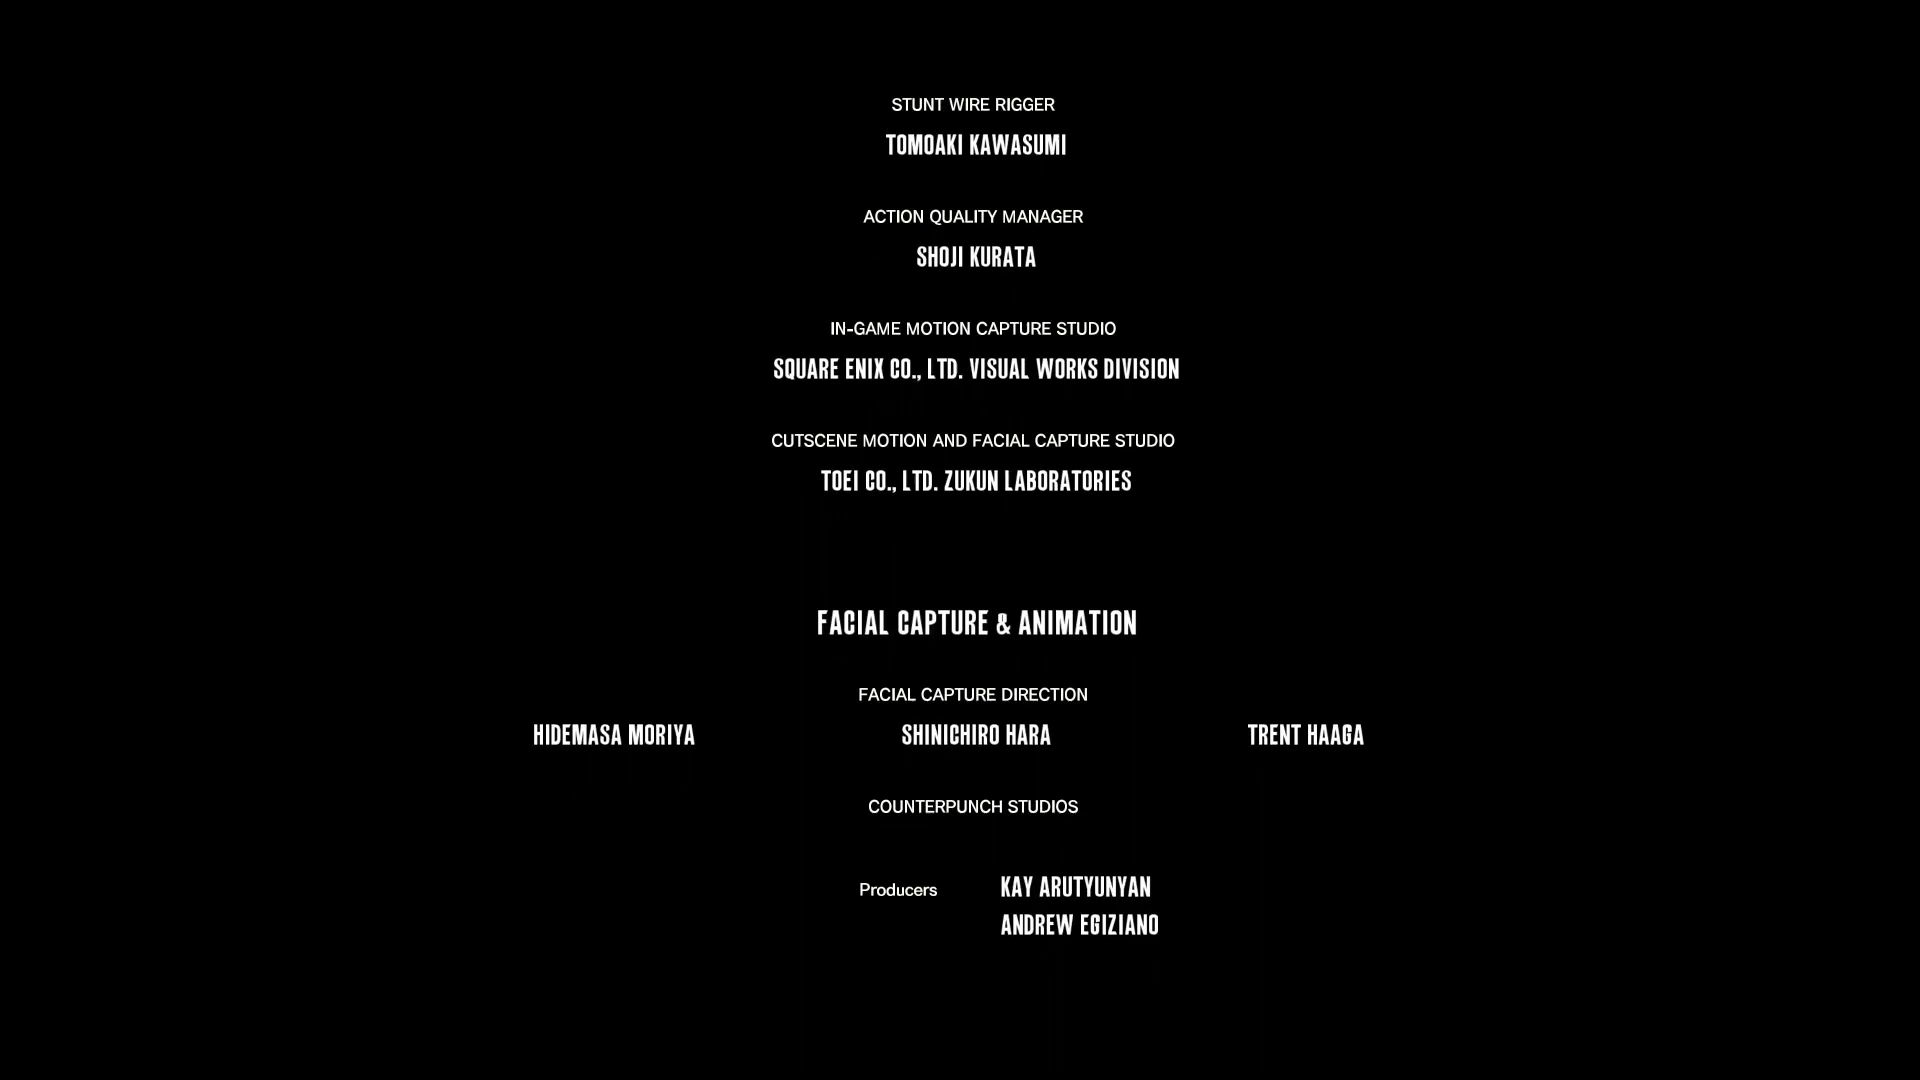 STUNT WIRE RIGGER
TOMOAKI KAWASUMI
ACTION QUALITY MANAGER
SHOJI KURATA
IN-GAME MOTION CAPTURE STUDIO
SQUARE ENIX CO., LTD. VISUAL WORKS DIVISION
CUTSCENE MOTION AND FACIAL CAPTURE STUDIO
TOEI CO., LTD. ZUKUN LABORATORIES
FACIAL CAPTURE & ANIMATION
FACIAL CAPTURE DIRECTION
HIDEMASA MORIYA SHINICHIRO HARA TRENT HAAGA
COUNTERPUNCH STUDIOS
Producers KAY ARUTYUNYAN
ANDREW EGIZIANO